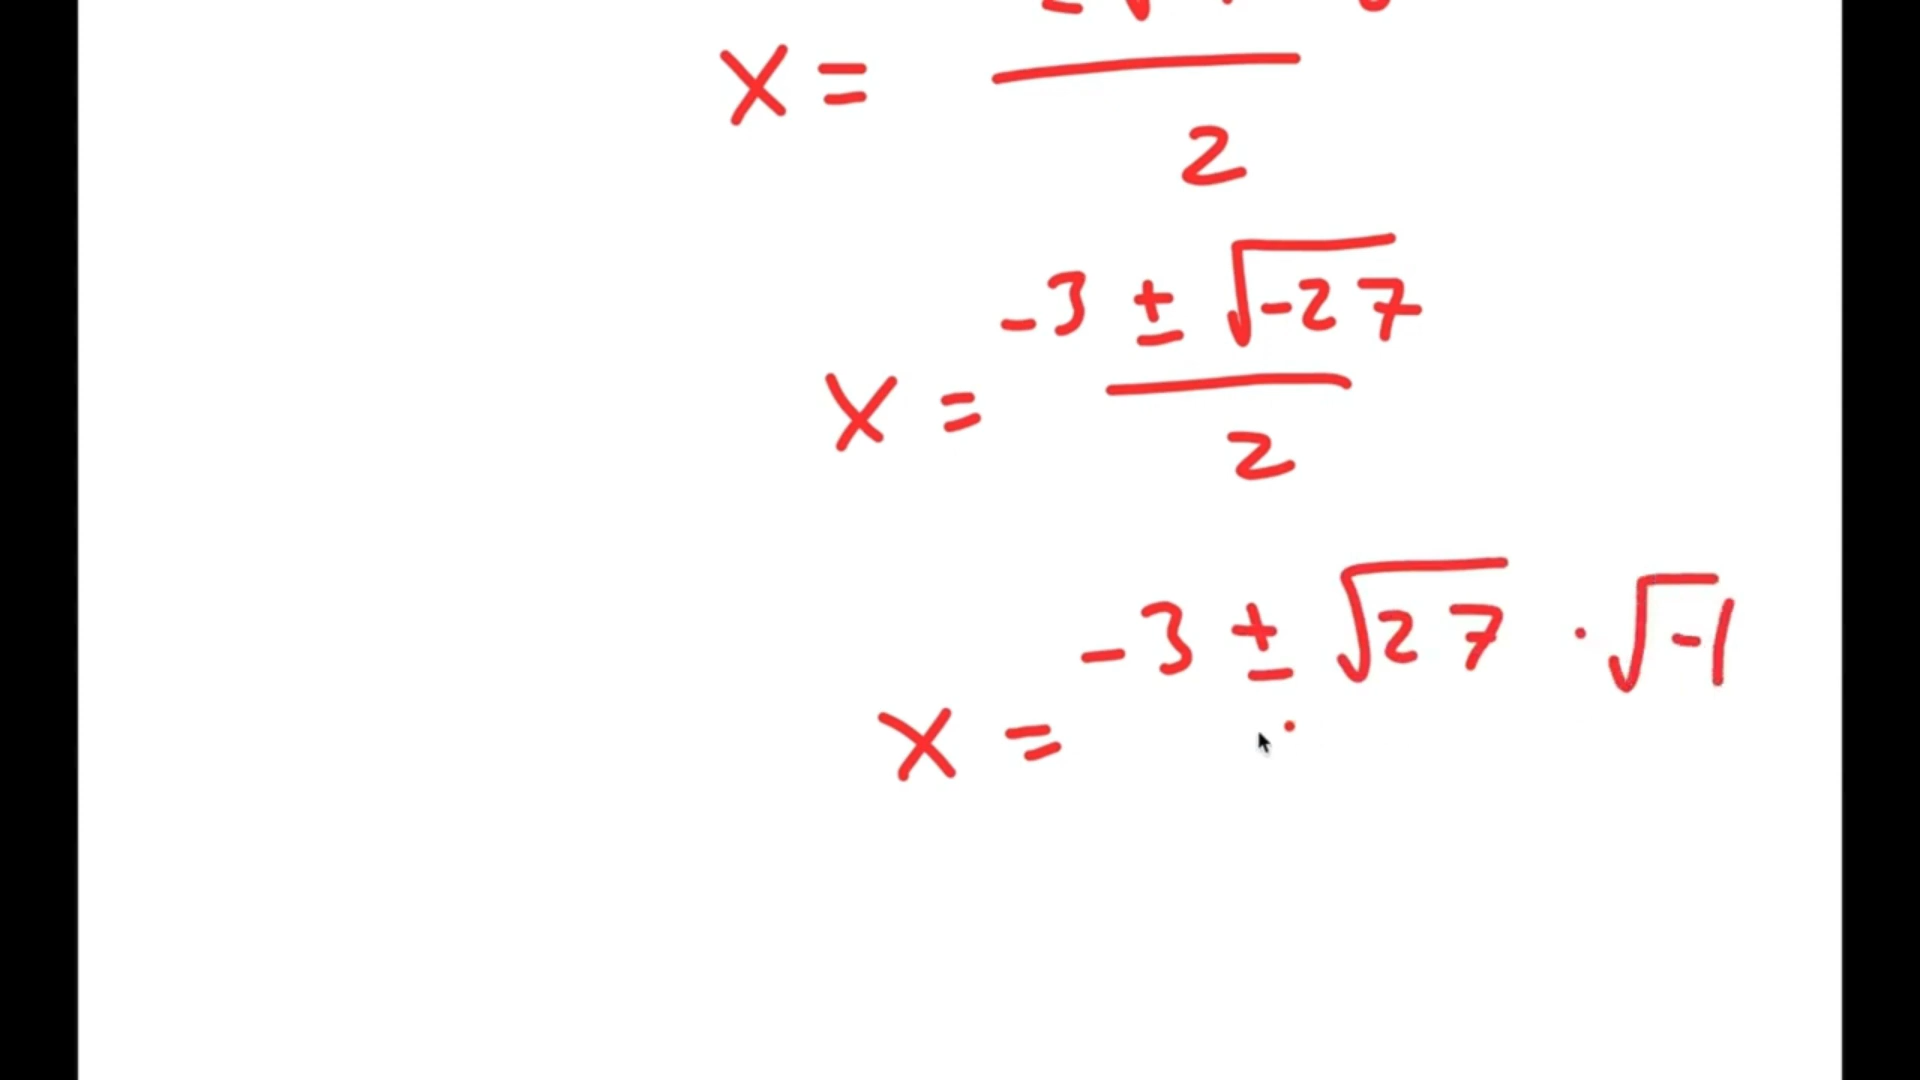 x =
2
-3 ± √-27
x =
2
-3 ± √27 · √-1
x =